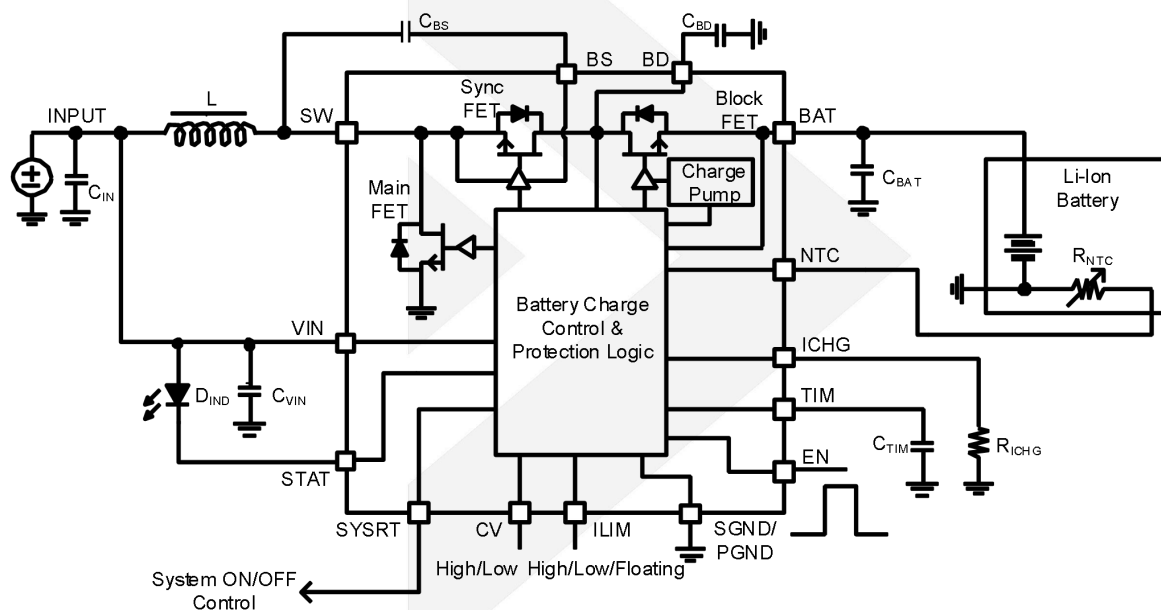 CBS
CBD
BS
BD
INPUT
L
SW
Sync
FET
Block
FET
BAT
CIN
Main
FET
Charge
Pump
CBAT
Li-Ion
Battery
RNTC
NTC
Battery Charge
Control &
Protection Logic
VIN
ICHG
DIND
CVIN
TIM
CTIM
RICHG
STAT
EN
SYSRT
CV
ILIM
SGND/
PGND
High/Low
High/Low/Floating
System ON/OFF
Control